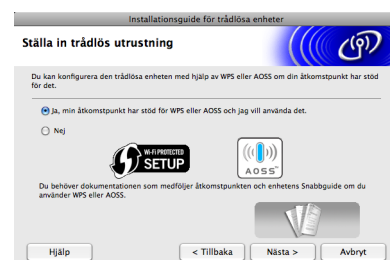 Installationsguide för trådlösa enheter
Ställa in trådlös utrustning
Du kan konfigurera den trådlösa enheten med hjälp av WPS eller AOSS om din åtkomstpunkt har stöd
för det.
Ja, min åtkomstpunkt har stöd för WPS eller AOSS och jag vill använda det.
Nej
WI-FI PROTECTED
SETUP
AOSS™
Du behöver dokumentationen som medföljer åtkomstpunkten och enhetens Snabbguide om du
använder WPS eller AOSS.
Hjälp
< Tillbaka
Nästa >
Avbryt